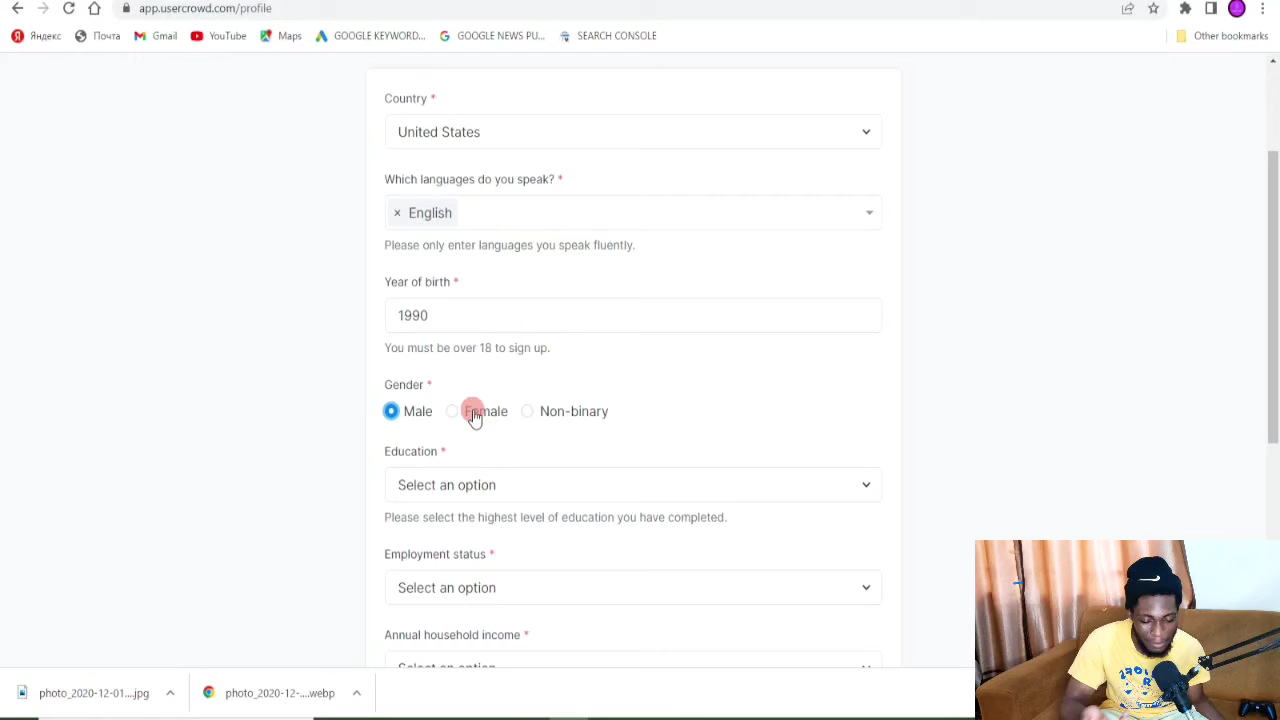 app.usercrowd.com/profile
Яндекс Почта Gmail YouTube Maps GOOGLE KEYWORD... GOOGLE NEWS PU... SEARCH CONSOLE Other bookmarks
Country *
United States
Which languages do you speak? *
× English
Please only enter languages you speak fluently.
Year of birth *
1990
You must be over 18 to sign up.
Gender *
Male Female Non-binary
Education *
Select an option
Please select the highest level of education you have completed.
Employment status *
Select an option
Annual household income *
Select an option
photo_2020-12-01....jpg photo_2020-12-....webp